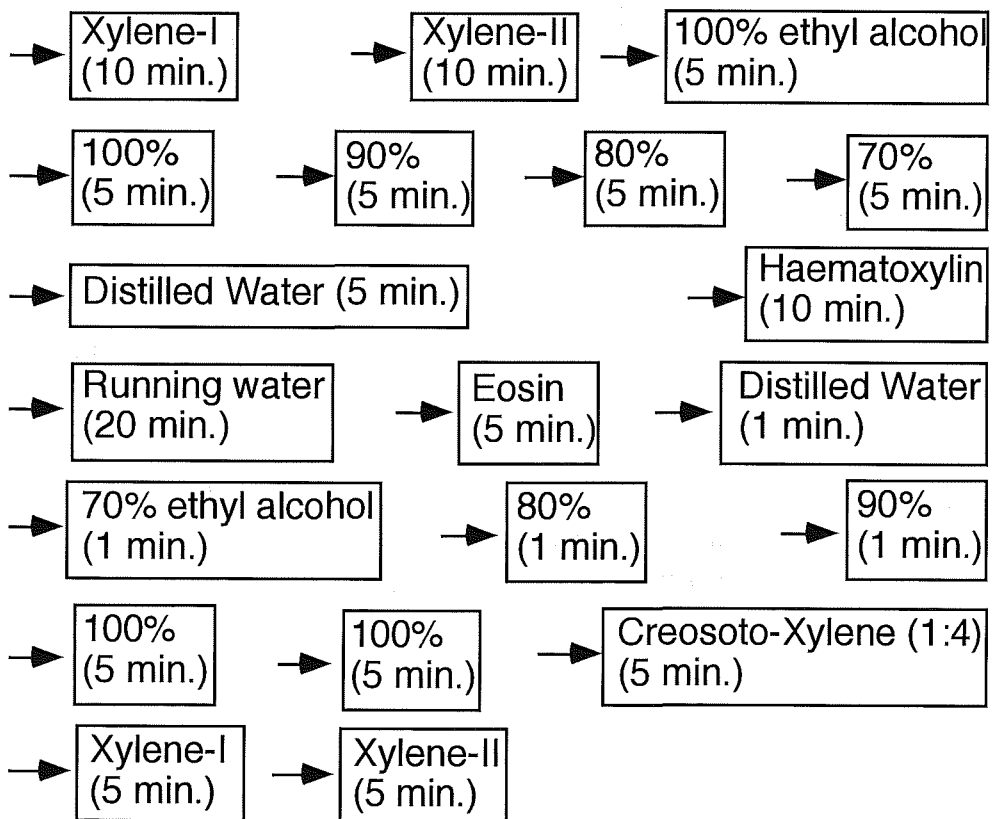 Xylene-I
(10 min.)
Xylene-II
(10 min.)
100% ethyl alcohol
(5 min.)
100%
(5 min.)
90%
(5 min.)
80%
(5 min.)
70%
(5 min.)
Distilled Water (5 min.)
Haematoxylin
(10 min.)
Running water
(20 min.)
Eosin
(5 min.)
Distilled Water
(1 min.)
70% ethyl alcohol
(1 min.)
80%
(1 min.)
90%
(1 min.)
100%
(5 min.)
100%
(5 min.)
Creosoto-Xylene (1:4)
(5 min.)
Xylene-I
(5 min.)
Xylene-II
(5 min.)